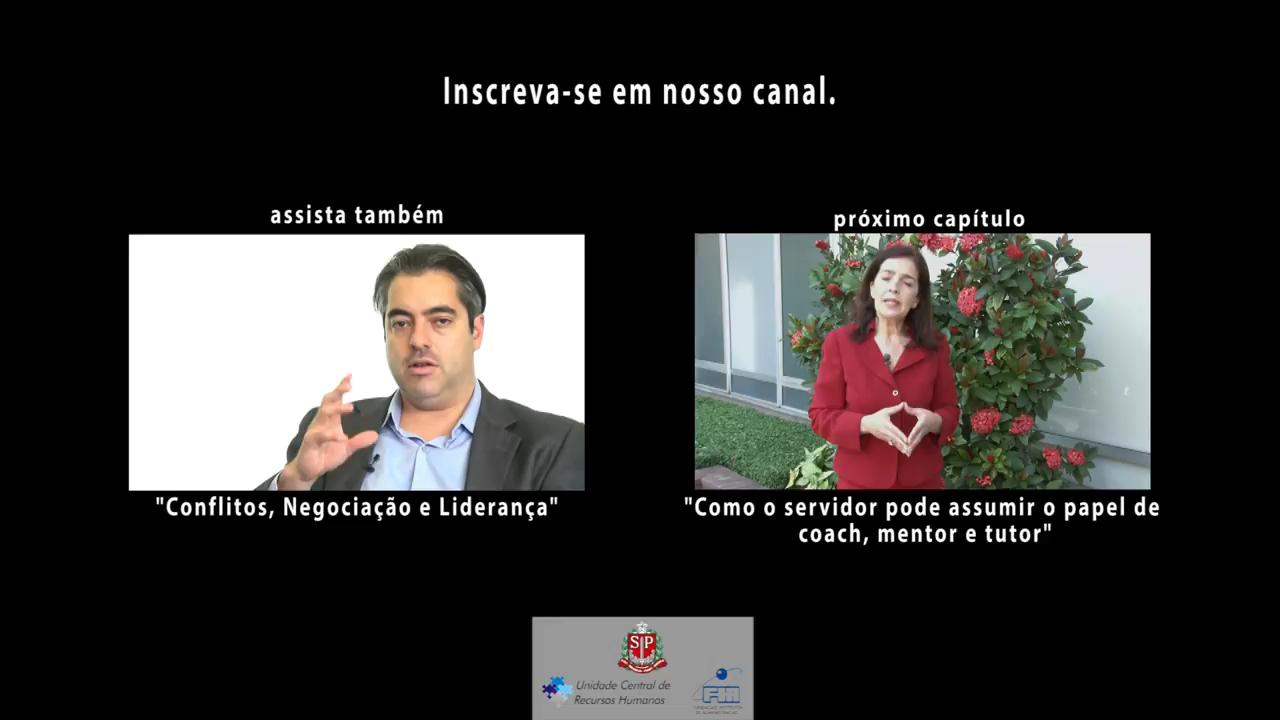 Inscreva-se em nosso canal.
assista também
próximo capítulo
"Conflitos, Negociação e Liderança"
"Como o servidor pode assumir o papel de
coach, mentor e tutor"
SP
Unidade Central de
Recursos Humanos